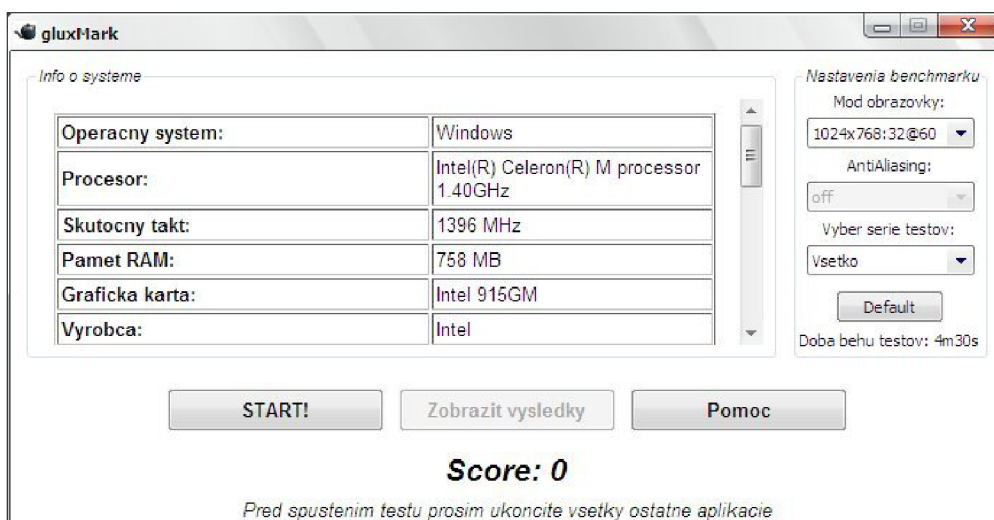 gluxMark
Info o systeme
Operacny system: Windows
Procesor: Intel(R) Celeron(R) M processor
1.40GHz
Skutocny takt: 1396 MHz
Pamet RAM: 758 MB
Graficka karta: Intel 915GM
Vyrobca: Intel
Nastavenia benchmarku
Mod obrazovky:
1024x768:32@60
AntiAliasing:
off
Vyber serie testov:
Vsetko
Default
Doba behu testov: 4m30s
START! Zobrazit vysledky Pomoc
Score: 0
Pred spustenim testu prosim ukoncite vsetky ostatne aplikacie